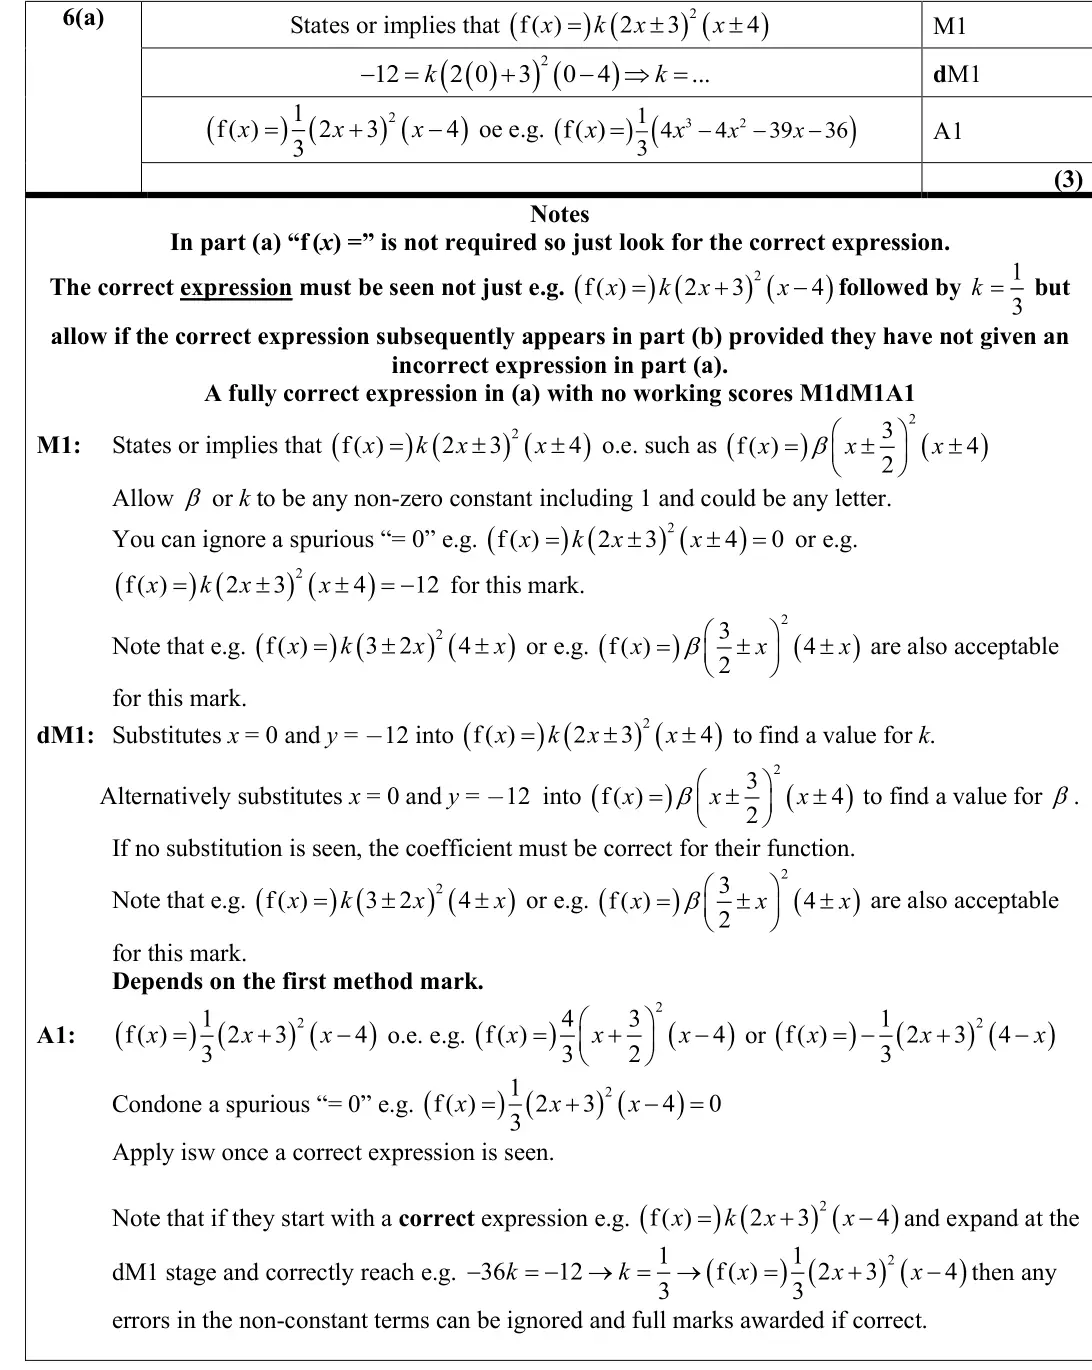 6(a) States or implies that (f(x) =) k(2x ± 3)²(x ± 4) M1
−12 = k(2(0) + 3)²(0 − 4) ⇒ k = ... dM1
(f(x) =) 1/3 (2x + 3)²(x − 4) oe e.g. (f(x) =) 1/3 (4x³ − 4x² − 39x − 36) A1
(3)
Notes
In part (a) “f (x) =” is not required so just look for the correct expression.
The correct expression must be seen not just e.g. (f(x) =) k(2x + 3)²(x − 4) followed by k = 1/3 but
allow if the correct expression subsequently appears in part (b) provided they have not given an
incorrect expression in part (a).
A fully correct expression in (a) with no working scores M1dM1A1
M1: States or implies that (f(x) =) k(2x ± 3)²(x ± 4) o.e. such as (f(x) =) β(x ± 3/2)²(x ± 4)
Allow β or k to be any non-zero constant including 1 and could be any letter.
You can ignore a spurious “= 0” e.g. (f(x) =) k(2x ± 3)²(x ± 4) = 0 or e.g.
(f(x) =) k(2x ± 3)²(x ± 4) = −12 for this mark.
Note that e.g. (f(x) =) k(3 ± 2x)²(4 ± x) or e.g. (f(x) =) β(3/2 ± x)²(4 ± x) are also acceptable
for this mark.
dM1: Substitutes x = 0 and y = −12 into (f(x) =) k(2x ± 3)²(x ± 4) to find a value for k.
Alternatively substitutes x = 0 and y = −12 into (f(x) =) β(x ± 3/2)²(x ± 4) to find a value for β .
If no substitution is seen, the coefficient must be correct for their function.
Note that e.g. (f(x) =) k(3 ± 2x)²(4 ± x) or e.g. (f(x) =) β(3/2 ± x)²(4 ± x) are also acceptable
for this mark.
Depends on the first method mark.
A1: (f(x) =) 1/3 (2x + 3)²(x − 4) o.e. e.g. (f(x) =) 4/3 (x + 3/2)²(x − 4) or (f(x) =) − 1/3 (2x + 3)²(4 − x)
Condone a spurious “= 0” e.g. (f(x) =) 1/3 (2x + 3)²(x − 4) = 0
Apply isw once a correct expression is seen.
Note that if they start with a correct expression e.g. (f(x) =) k(2x + 3)²(x − 4) and expand at the
dM1 stage and correctly reach e.g. −36k = −12 → k = 1/3 → (f(x) =) 1/3 (2x + 3)²(x − 4) then any
errors in the non-constant terms can be ignored and full marks awarded if correct.